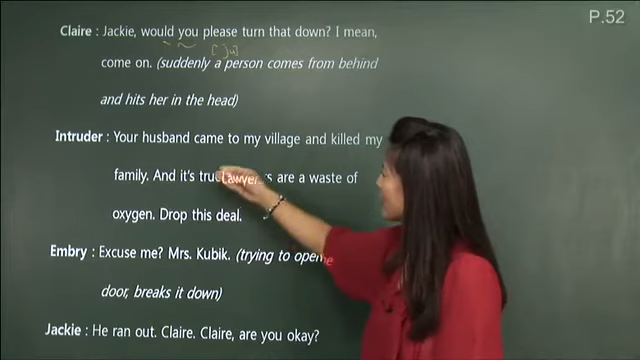 P.52
Claire : Jackie, would you please turn that down? I mean,
come on. (suddenly a person comes from behind
and hits her in the head)
Intruder : Your husband came to my village and killed my
family. And it's true. Lawyers are a waste of
oxygen. Drop this deal.
Embry : Excuse me? Mrs. Kubik. (trying to open
door, breaks it down)
Jackie : He ran out. Claire. Claire, are you okay?